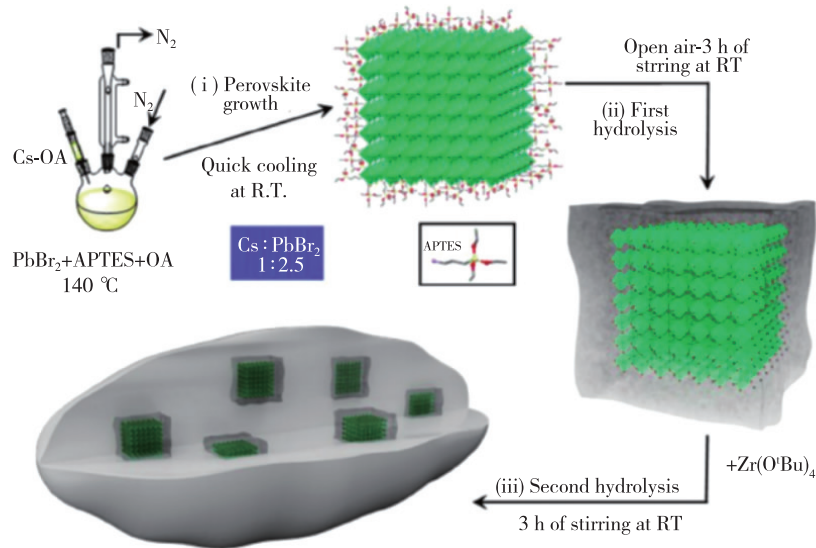 N₂
N₂
Cs-OA
PbBr₂+APTES+OA
140 ℃
( i ) Perovskite
growth
Quick cooling
at R.T.
Cs∶PbBr₂
1∶2.5
APTES
Open air-3 h of
strring at RT
(ii) First
hydrolysis
+Zr(OᵗBu)₄
(iii) Second hydrolysis
3 h of stirring at RT